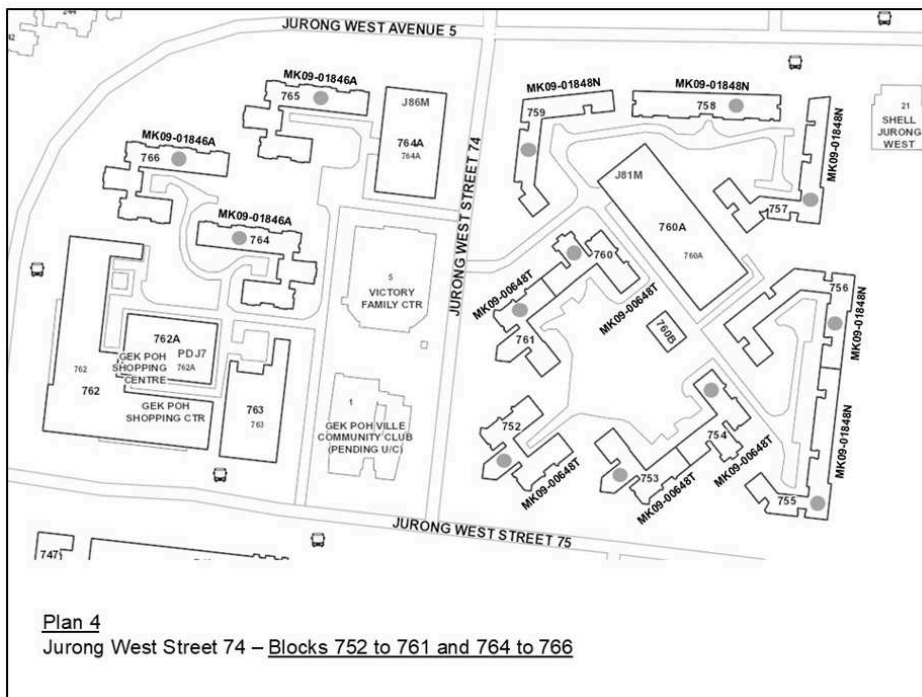 244
42
JURONG WEST AVENUE 5
MK09-01846A
765
J86M
764A
764A
MK09-01846A
766
MK09-01846A
764
JURONG WEST STREET 74
MK09-01848N
759
MK09-01848N
758
MK09-01848N
757
21
SHELL
JURONG
WEST
J81M
760A
760A
5
VICTORY
FAMILY CTR
760
MK09-00648T
761
MK09-00648T
760B
756
MK09-01848N
762A
GEK POH
SHOPPING
CENTRE
PDJ7
762A
762
762
GEK POH
SHOPPING CTR
763
763
1
GEK POH VILLE
COMMUNITY CLUB
(PENDING U/C)
752
MK09-00648T
753
MK09-00648T
754
MK09-00648T
755
MK09-01848N
JURONG WEST STREET 75
747
Plan 4
Jurong West Street 74 – Blocks 752 to 761 and 764 to 766